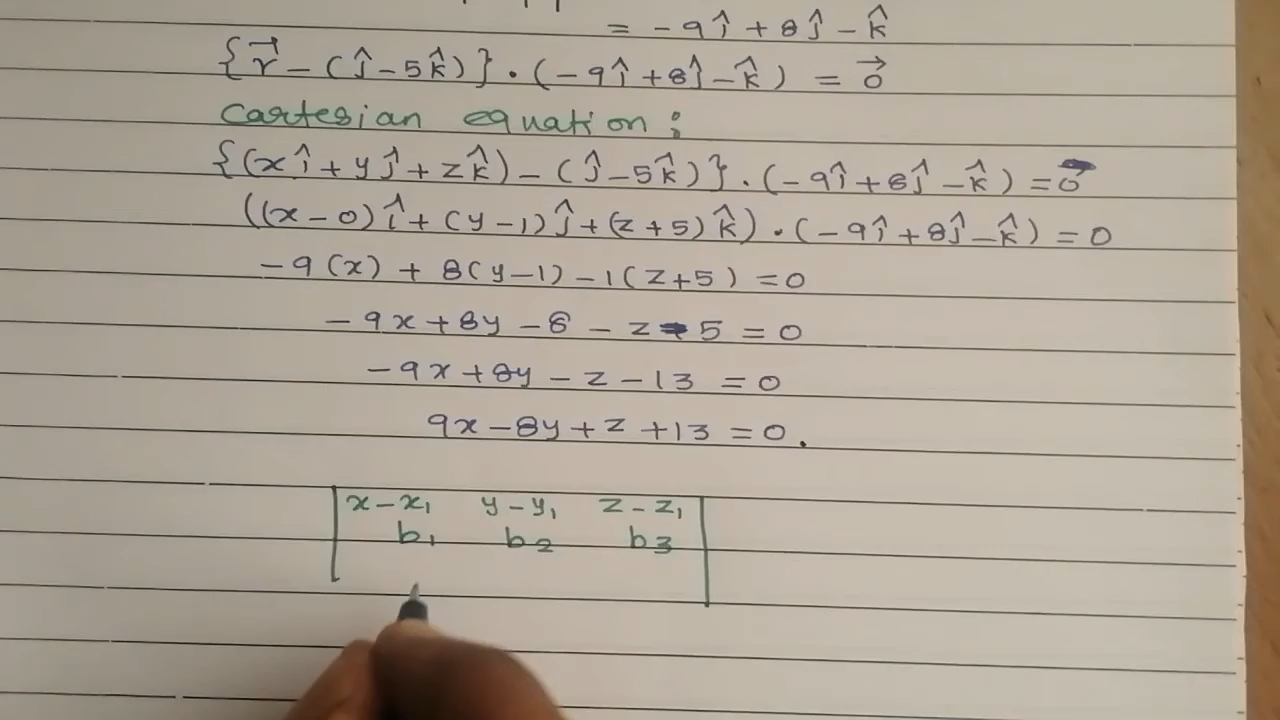 = -9î + 8ĵ - k̂
{r⃗ - (ĵ - 5k̂)} · (-9î + 8ĵ - k̂) = 0⃗
Cartesian equation :
{(xî + yĵ + zk̂) - (ĵ - 5k̂)} · (-9î + 8ĵ - k̂) = 0
((x - 0)î + (y - 1)ĵ + (z + 5)k̂) · (-9î + 8ĵ - k̂) = 0
-9(x) + 8(y - 1) - 1(z + 5) = 0
-9x + 8y - 8 - z - 5 = 0
-9x + 8y - z - 13 = 0
9x - 8y + z + 13 = 0.
x - x₁ y - y₁ z - z₁
b₁ b₂ b₃